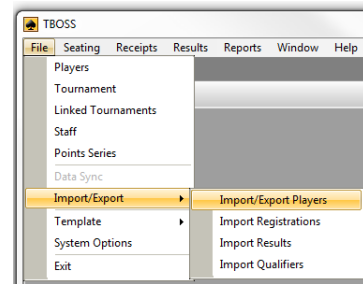 TBOSS
File Seating Receipts Results Reports Window Help
Players
Tournament
Linked Tournaments
Staff
Points Series
Data Sync
Import/Export
Import/Export Players
Template
Import Registrations
System Options
Import Results
Exit
Import Qualifiers